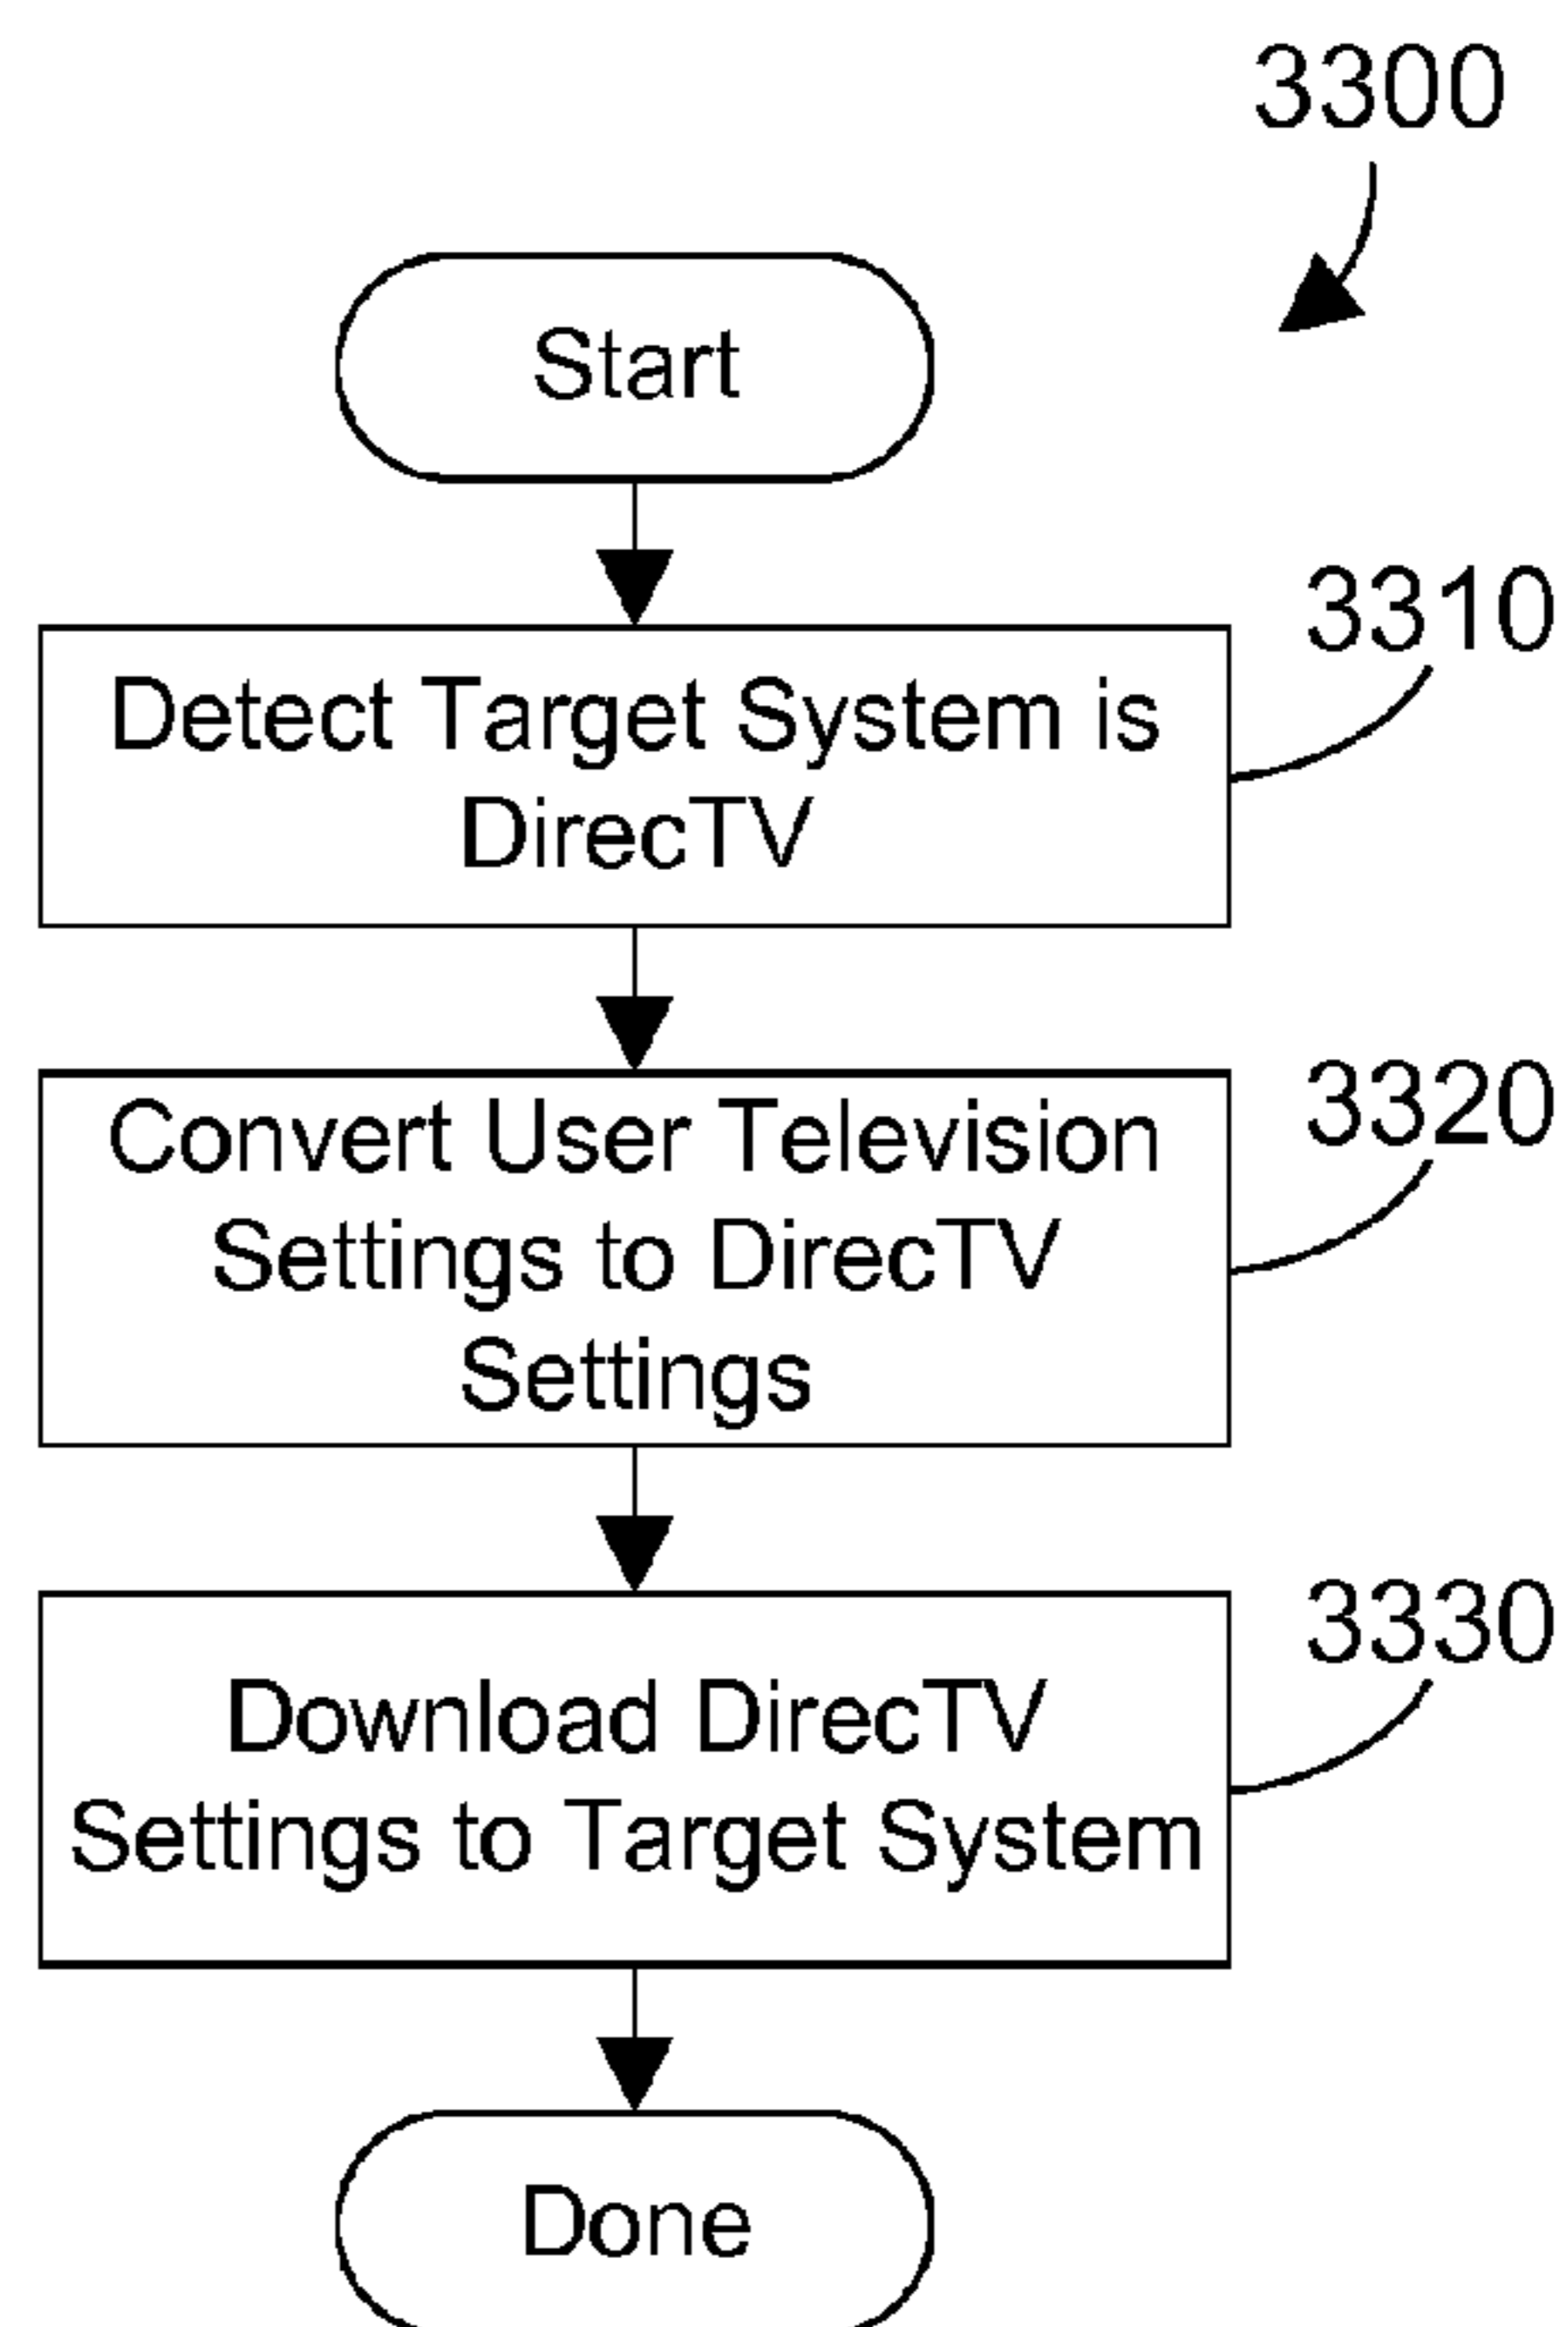 3300
Start
3310
Detect Target System is
DirecTV
3320
Convert User Television
Settings to DirecTV
Settings
3330
Download DirecTV
Settings to Target System
Done